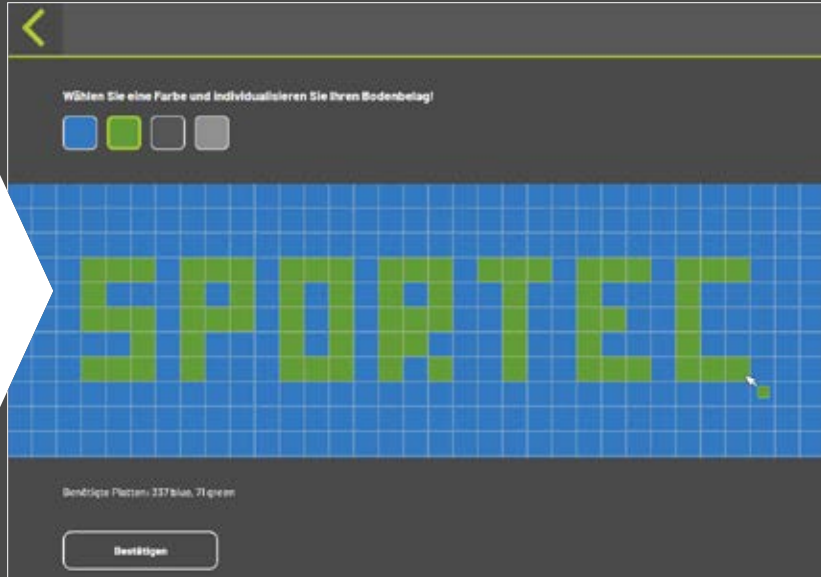 Wählen Sie eine Farbe und individualisieren Sie Ihren Bodenbelag!
SPORTEC
Benötigte Platten: 337 blue, 71 green
Bestätigen